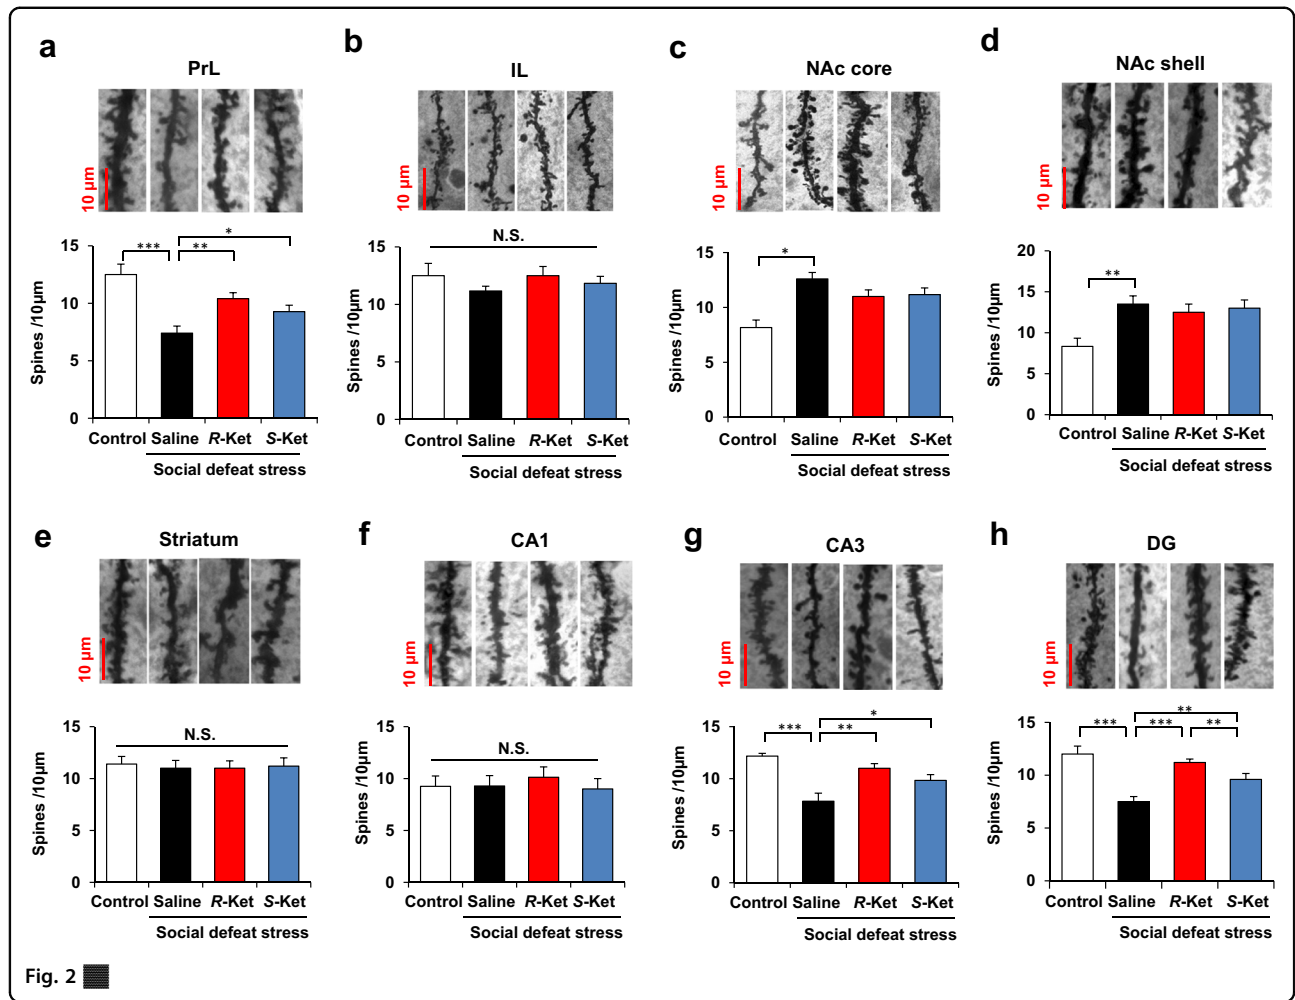 a
PrL
10 μm
***
**
*
Spines /10μm
15
10
5
0
Control Saline R-Ket S-Ket
Social defeat stress
b
IL
10 μm
N.S.
Spines /10μm
15
10
5
0
Control Saline R-Ket S-Ket
Social defeat stress
c
NAc core
10 μm
*
Spines /10μm
15
10
5
0
Control Saline R-Ket S-Ket
Social defeat stress
d
NAc shell
10 μm
**
Spines /10μm
20
15
10
5
0
Control Saline R-Ket S-Ket
Social defeat stress
e
Striatum
10 μm
N.S.
Spines /10μm
15
10
5
0
Control Saline R-Ket S-Ket
Social defeat stress
f
CA1
10 μm
N.S.
Spines /10μm
15
10
5
0
Control Saline R-Ket S-Ket
Social defeat stress
g
CA3
10 μm
***
**
*
Spines /10μm
15
10
5
0
Control Saline R-Ket S-Ket
Social defeat stress
h
DG
10 μm
**
*** *** **
Spines /10μm
15
10
5
0
Control Saline R-Ket S-Ket
Social defeat stress
Fig. 2